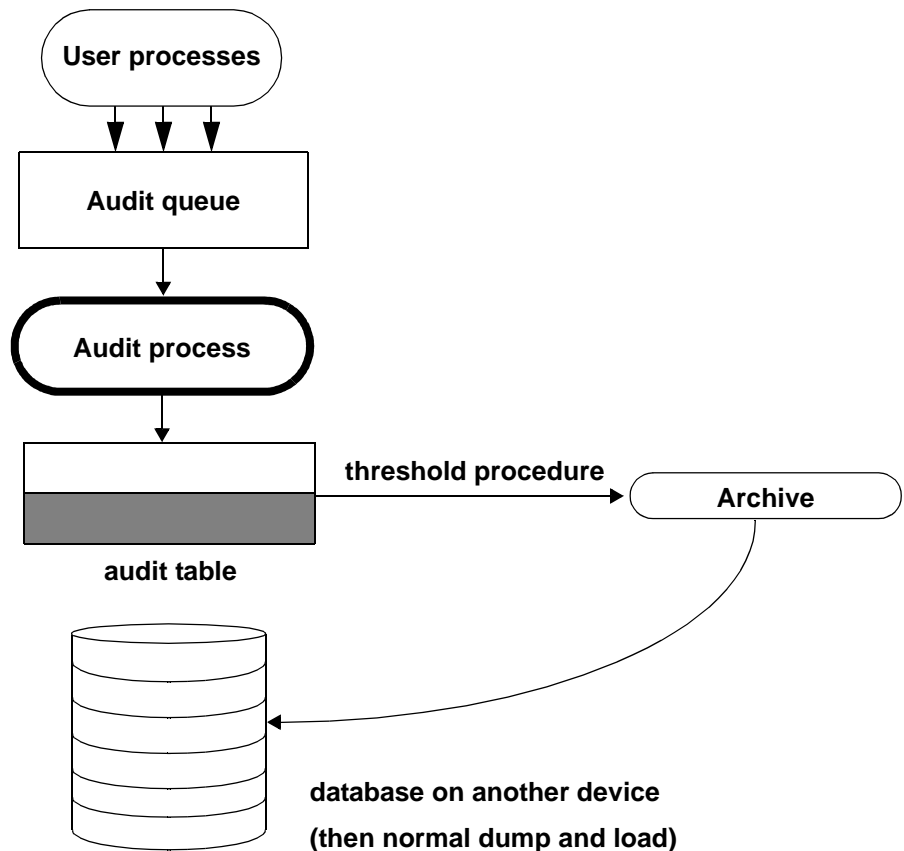 User processes
Audit queue
Audit process
threshold procedure
Archive
audit table
database on another device
(then normal dump and load)